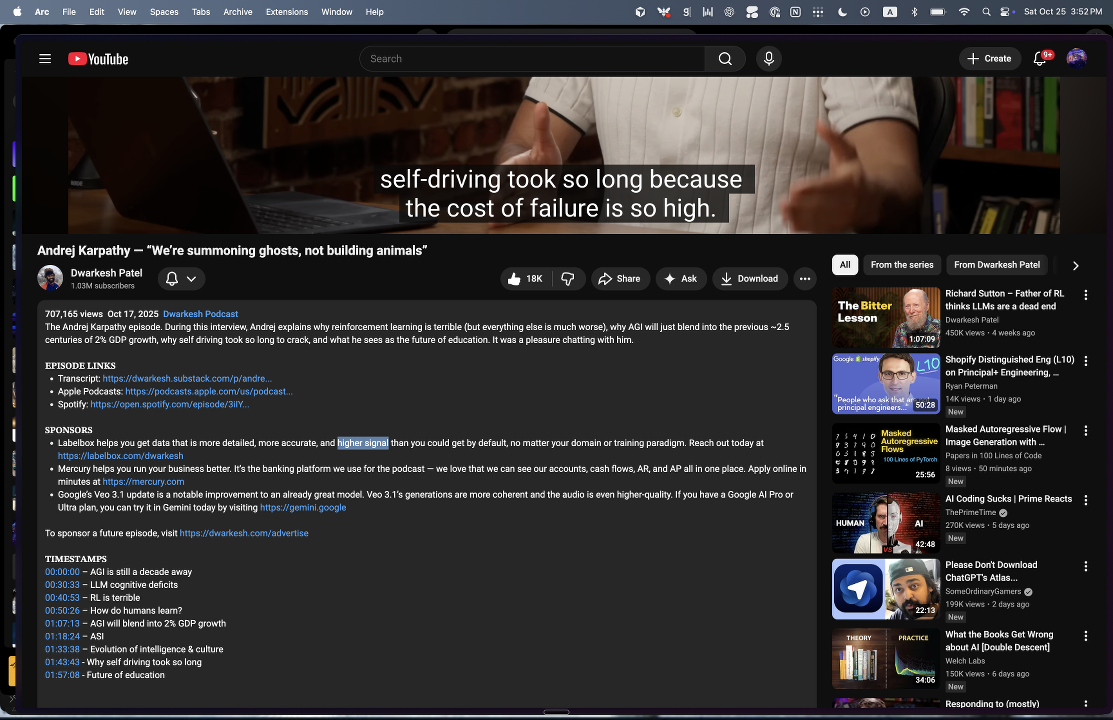 Arc File Edit View Spaces Tabs Archive Extensions Window Help
A
Sat Oct 25 3:52 PM
YouTube
Search
Create
9+
self-driving took so long because
the cost of failure is so high.
Andrej Karpathy — “We’re summoning ghosts, not building animals”
Dwarkesh Patel
1.03M subscribers
18K
Share
Ask
Download
707,165 views Oct 17, 2025 Dwarkesh Podcast
The Andrej Karpathy episode. During this interview, Andrej explains why reinforcement learning is terrible (but everything else is much worse), why AGI will just blend into the previous ~2.5
centuries of 2% GDP growth, why self driving took so long to crack, and what he sees as the future of education. It was a pleasure chatting with him.
EPISODE LINKS
• Transcript: https://dwarkesh.substack.com/p/andre...
• Apple Podcasts: https://podcasts.apple.com/us/podcast...
• Spotify: https://open.spotify.com/episode/3iIY...
SPONSORS
• Labelbox helps you get data that is more detailed, more accurate, and higher signal than you could get by default, no matter your domain or training paradigm. Reach out today at
https://labelbox.com/dwarkesh
• Mercury helps you run your business better. It’s the banking platform we use for the podcast — we love that we can see our accounts, cash flows, AR, and AP all in one place. Apply online in
minutes at https://mercury.com
• Google’s Veo 3.1 update is a notable improvement to an already great model. Veo 3.1’s generations are more coherent and the audio is even higher-quality. If you have a Google AI Pro or
Ultra plan, you can try it in Gemini today by visiting https://gemini.google
To sponsor a future episode, visit https://dwarkesh.com/advertise
TIMESTAMPS
00:00:00 – AGI is still a decade away
00:30:33 – LLM cognitive deficits
00:40:53 – RL is terrible
00:50:26 – How do humans learn?
01:07:13 – AGI will blend into 2% GDP growth
01:18:24 – ASI
01:33:38 – Evolution of intelligence & culture
01:43:43 - Why self driving took so long
01:57:08 - Future of education
All
From the series
From Dwarkesh Patel
The Bitter
Lesson
1:07:09
Richard Sutton – Father of RL
thinks LLMs are a dead end
Dwarkesh Patel
450K views • 4 weeks ago
Google shopify
L10
"People who ask that are
principal engineers..."
50:28
Shopify Distinguished Eng (L10)
on Principal+ Engineering, ...
Ryan Peterman
14K views • 1 day ago
New
Masked
Autoregressive
Flows
100 Lines of PyTorch
25:56
Masked Autoregressive Flow |
Image Generation with ...
Papers in 100 Lines of Code
8 views • 50 minutes ago
New
HUMAN
VS
AI
42:48
AI Coding Sucks | Prime Reacts
ThePrimeTime
270K views • 5 days ago
New
22:13
Please Don't Download
ChatGPT's Atlas...
SomeOrdinaryGamers
199K views • 2 days ago
New
THEORY
PRACTICE
34:06
What the Books Get Wrong
about AI [Double Descent]
Welch Labs
150K views • 6 days ago
New
Responding to (mostly)